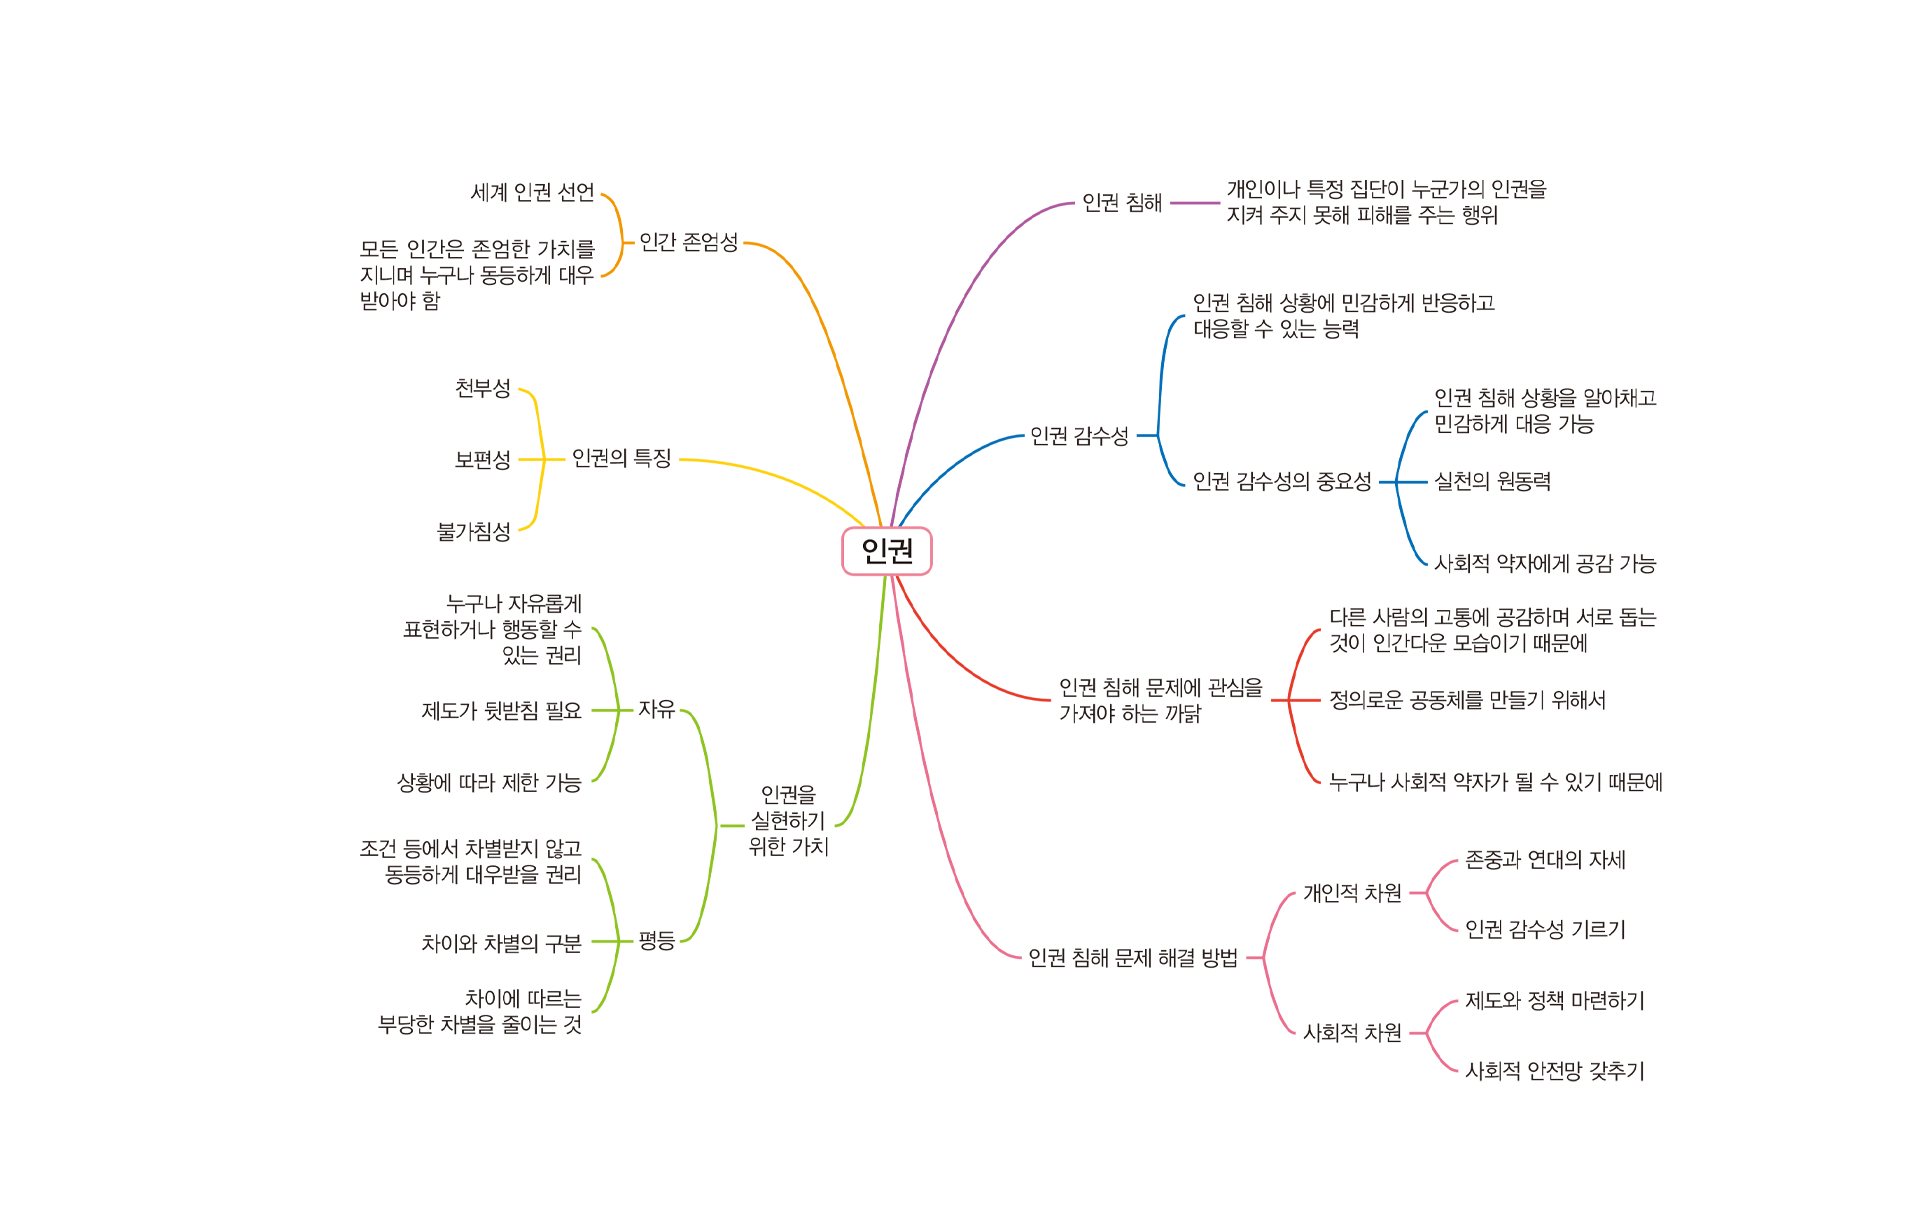 인권
세계 인권 선언
모든 인간은 존엄한 가치를
지니며 누구나 동등하게 대우
받아야 함
인간 존엄성
천부성
보편성
불가침성
인권의 특징
누구나 자유롭게
표현하거나 행동할 수
있는 권리
제도가 뒷받침 필요
상황에 따라 제한 가능
자유
조건 등에서 차별받지 않고
동등하게 대우받을 권리
차이와 차별의 구분
차이에 따르는
부당한 차별을 줄이는 것
평등
인권을
실현하기
위한 가치
인권 침해
개인이나 특정 집단이 누군가의 인권을
지켜 주지 못해 피해를 주는 행위
인권 감수성
인권 침해 상황에 민감하게 반응하고
대응할 수 있는 능력
인권 감수성의 중요성
인권 침해 상황을 알아채고
민감하게 대응 가능
실천의 원동력
사회적 약자에게 공감 가능
인권 침해 문제에 관심을
가져야 하는 까닭
다른 사람의 고통에 공감하며 서로 돕는
것이 인간다운 모습이기 때문에
정의로운 공동체를 만들기 위해서
누구나 사회적 약자가 될 수 있기 때문에
인권 침해 문제 해결 방법
개인적 차원
존중과 연대의 자세
인권 감수성 기르기
사회적 차원
제도와 정책 마련하기
사회적 안전망 갖추기